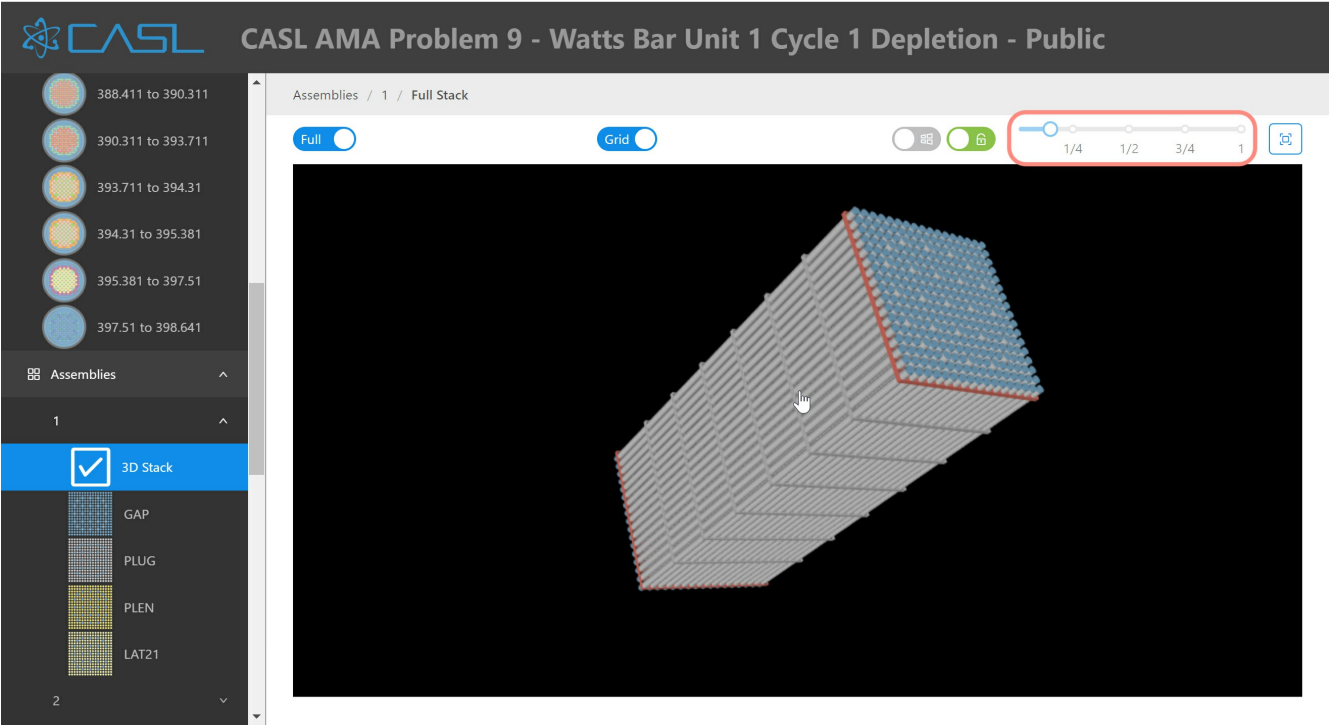 CASL
CASL AMA Problem 9 - Watts Bar Unit 1 Cycle 1 Depletion - Public
388.411 to 390.311
390.311 to 393.711
393.711 to 394.31
394.31 to 395.381
395.381 to 397.51
397.51 to 398.641
Assemblies
1
3D Stack
GAP
PLUG
PLEN
LAT21
2
Assemblies / 1 / Full Stack
Full
Grid
1/4 1/2 3/4 1